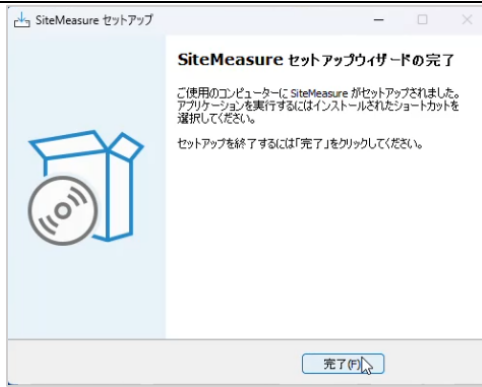 SiteMeasure セットアップ
SiteMeasure セットアップウィザードの完了
ご使用のコンピューターに SiteMeasure がセットアップされました。
アプリケーションを実行するにはインストールされたショートカットを
選択してください。
セットアップを終了するには「完了」をクリックしてください。
完了(F)